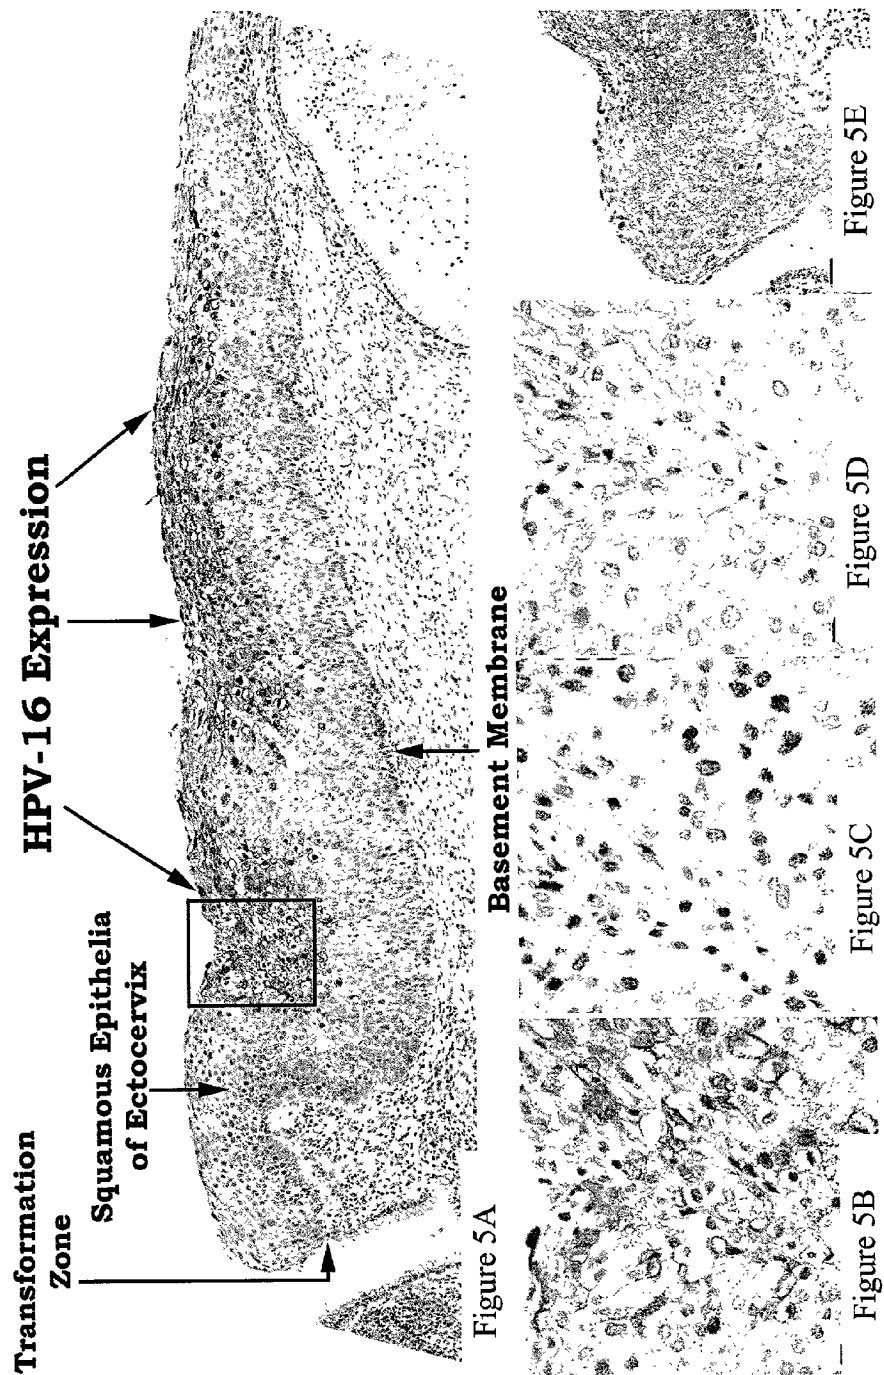 Transformation
Zone
Squamous Epithelia
of Ectocervix
HPV-16 Expression
Basement Membrane
Figure 5A
Figure 5B
Figure 5C
Figure 5D
Figure 5E